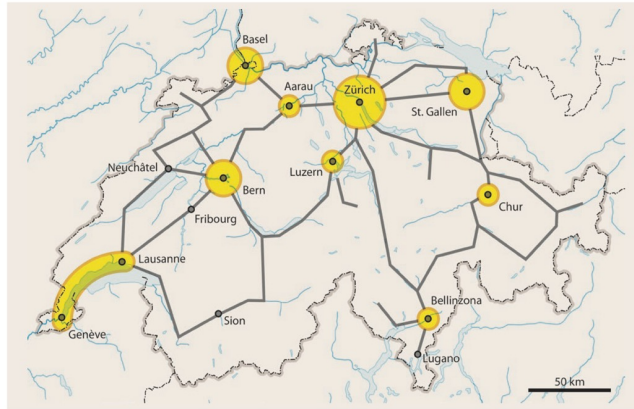 Basel
Aarau
Zürich
St. Gallen
Neuchâtel
Luzern
Bern
Chur
Fribourg
Lausanne
Sion
Bellinzona
Genève
Lugano
50 km